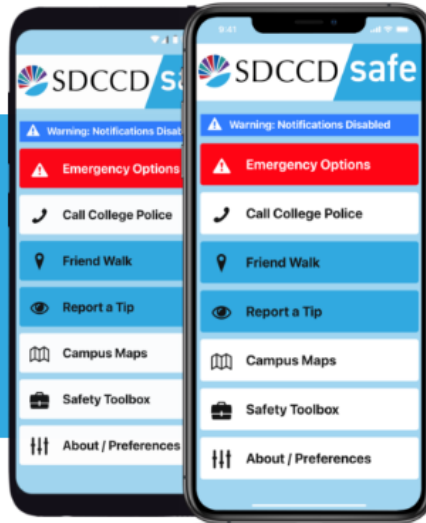 SDCCD sa
Warning: Notifications Disab
Emergency Options
Call College Police
Friend Walk
Report a Tip
Campus Maps
Safety Toolbox
About / Preferences
9:41
SDCCD safe
Warning: Notifications Disabled
Emergency Options
Call College Police
Friend Walk
Report a Tip
Campus Maps
Safety Toolbox
About / Preferences